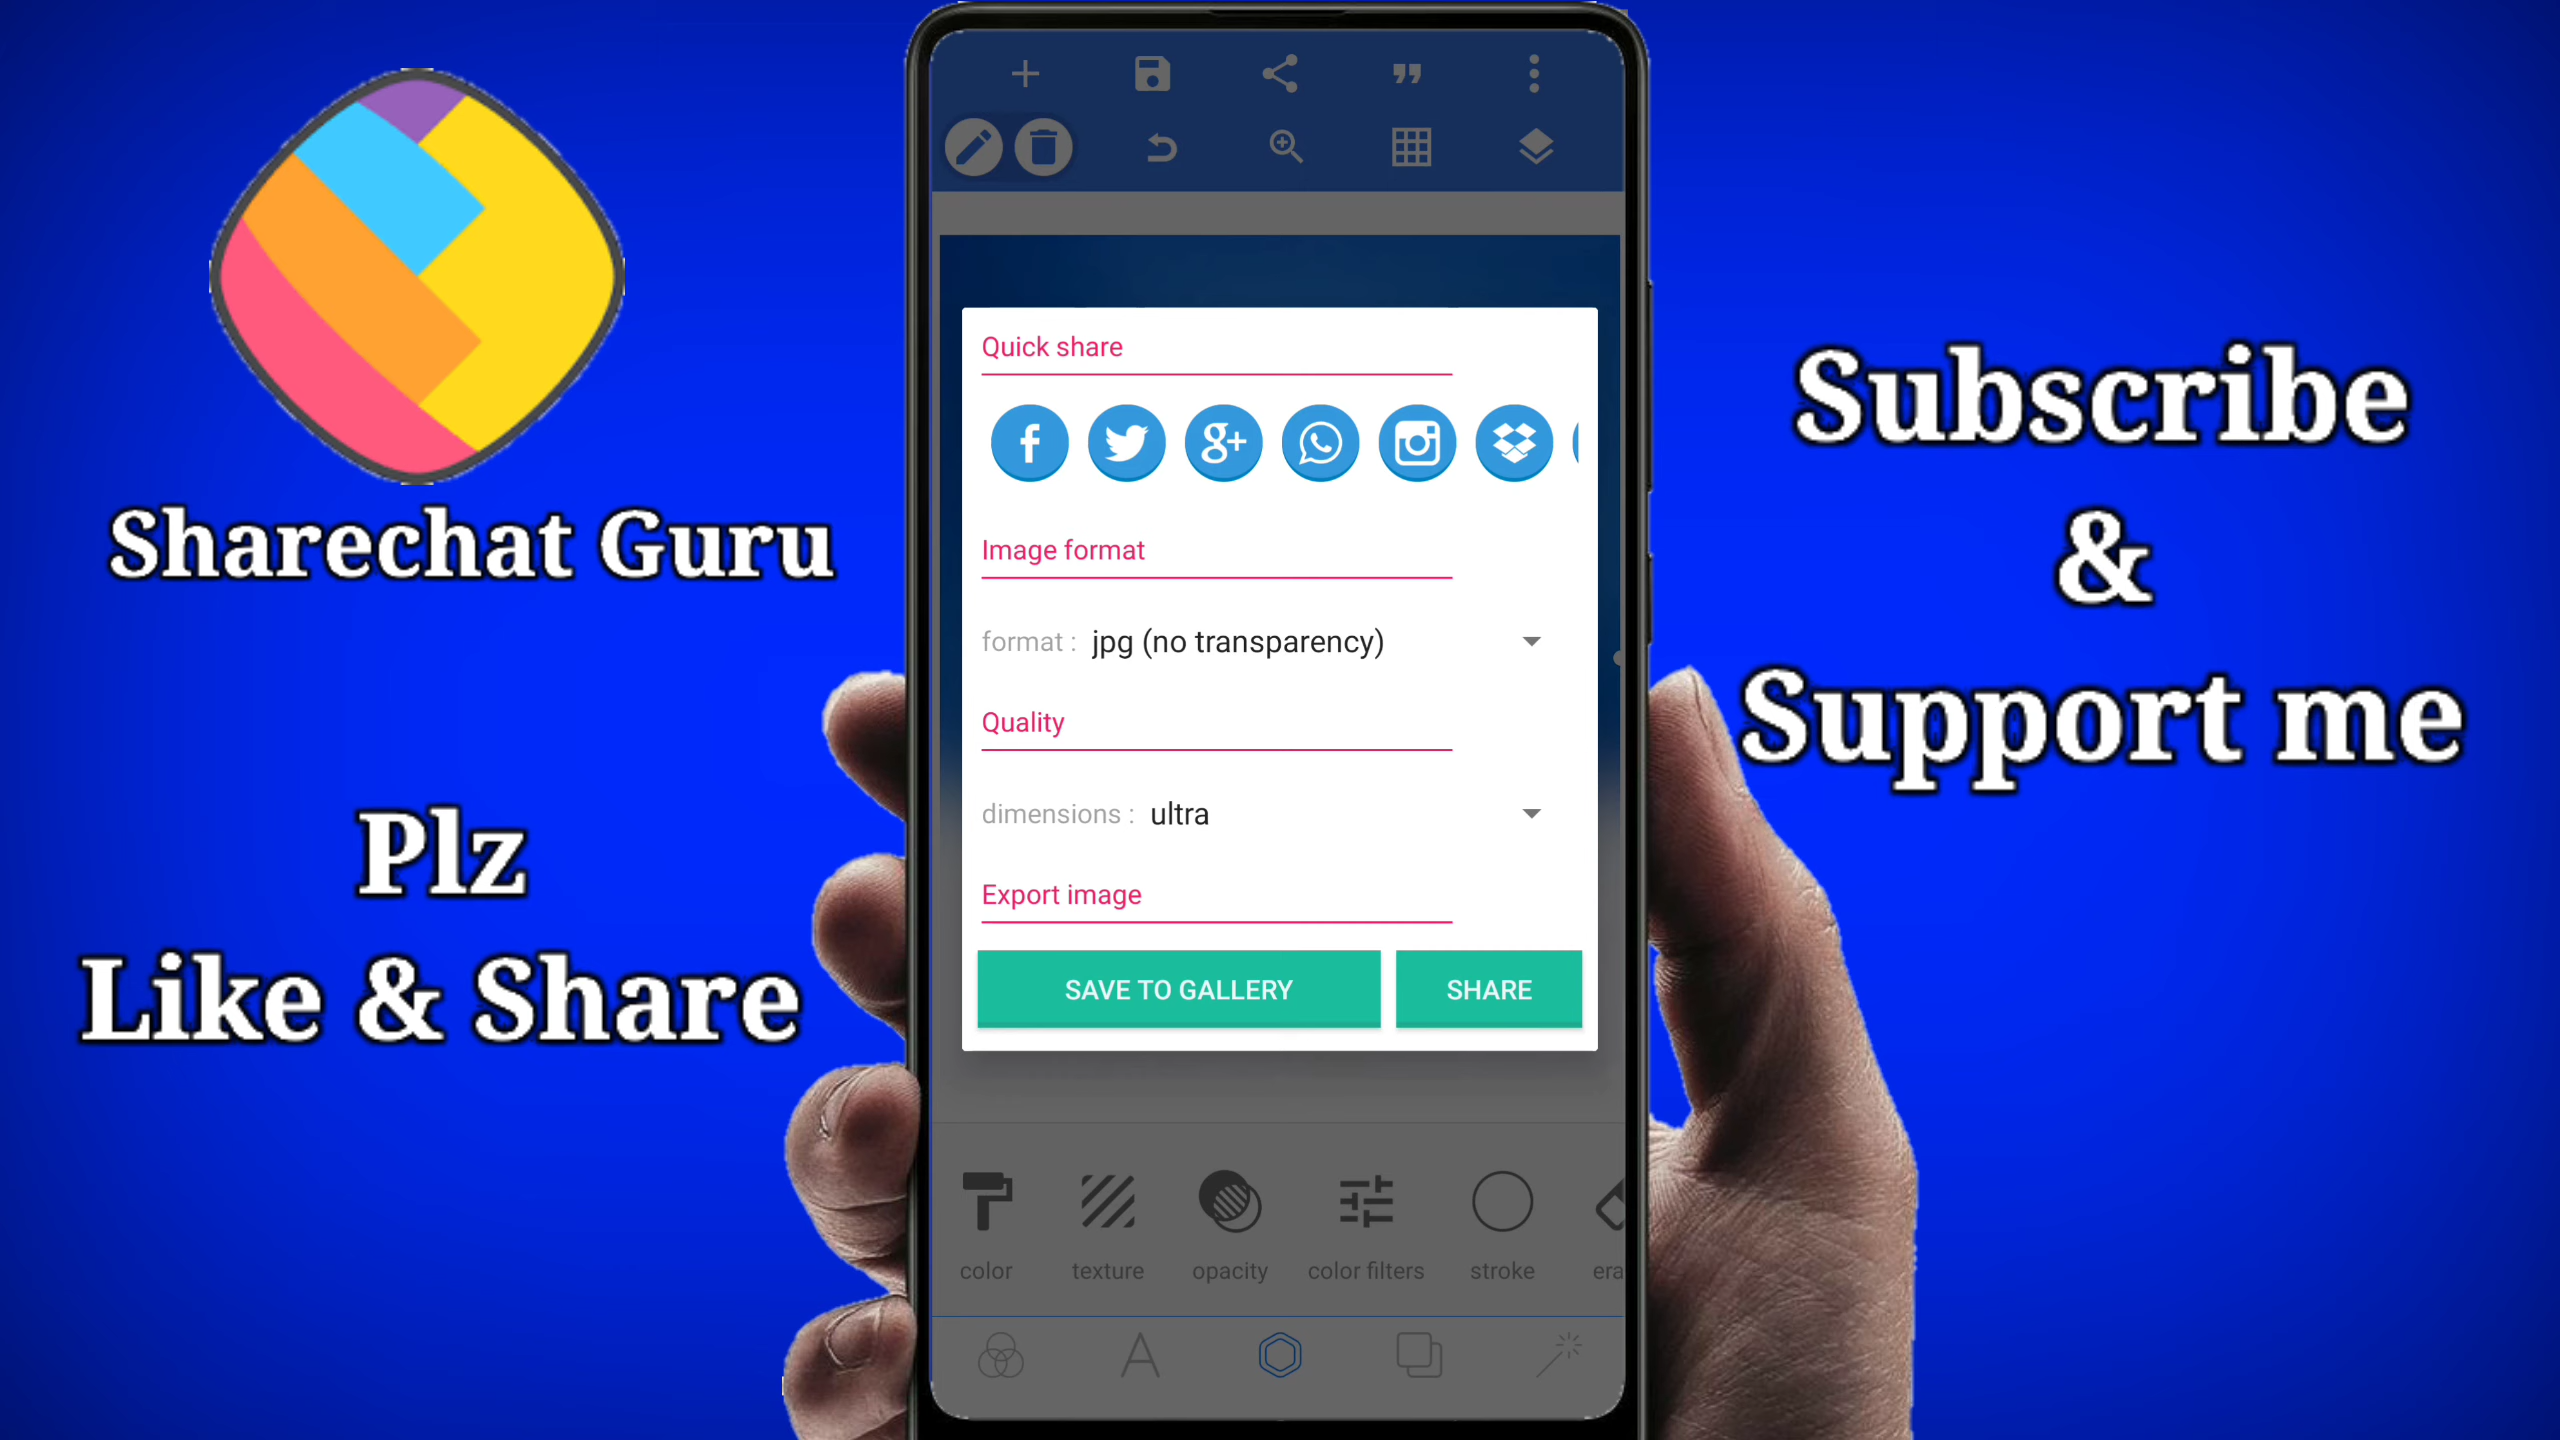 Sharechat Guru
Plz
Like & Share
Quick share
f
g+
Image format
format : jpg (no transparency)
Quality
dimensions : ultra
Export image
SAVE TO GALLERY
SHARE
color
texture
opacity
color filters
stroke
era
A
Subscribe
&
Support me